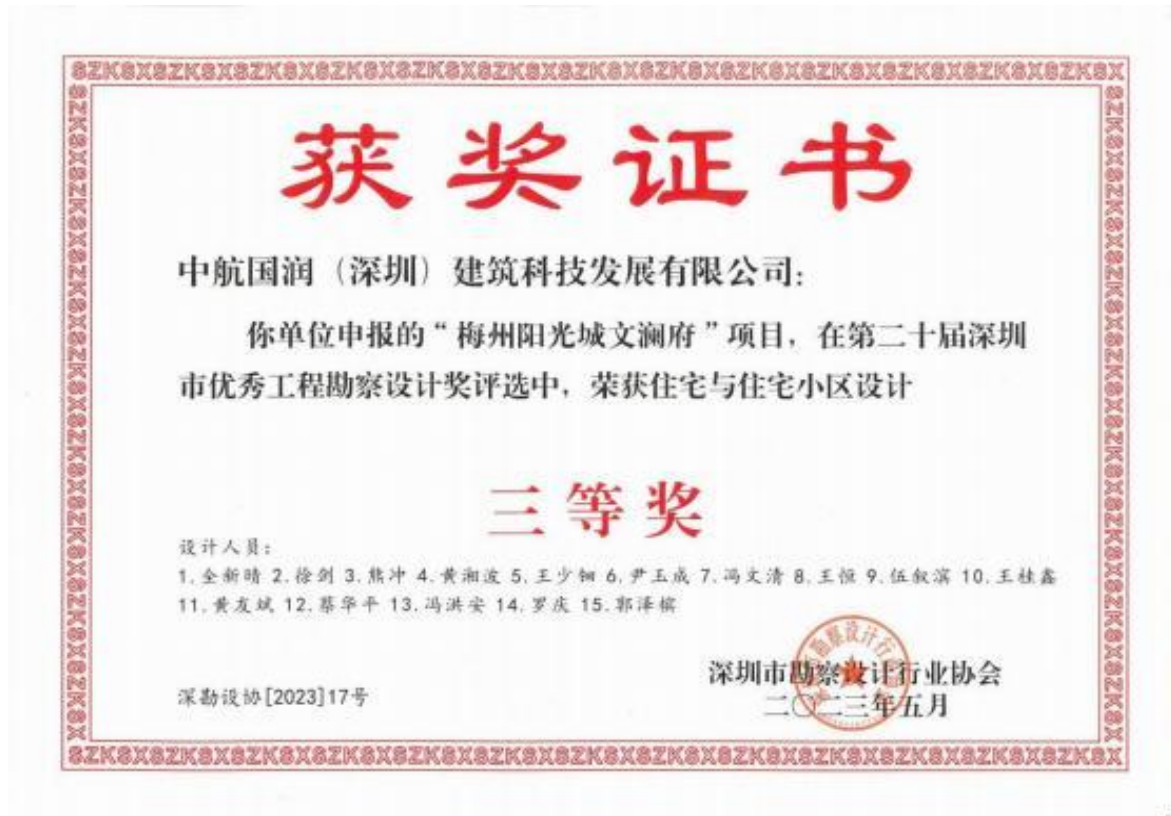 SZKSXSZKSXSZKSXSZKSXSZKSXSZKSXSZKSXSZKSXSZKSXSZKSX
获奖证书
中航国润（深圳）建筑科技发展有限公司：
你单位申报的“梅州阳光城文澜府”项目，在第二十届深圳
市优秀工程勘察设计奖评选中，荣获住宅与住宅小区设计
三等奖
设计人员：
1.全新晴 2.徐剑 3.熊冲 4.黄湘波 5.王少钿 6.尹玉成 7.冯文清 8.王恒 9.伍叙滨 10.王桂鑫
11.黄友斌 12.蔡华平 13.冯洪安 14.罗庆 15.郭泽槟
深圳市勘察设计行业协会
深勘设协[2023]17号
二〇二三年五月